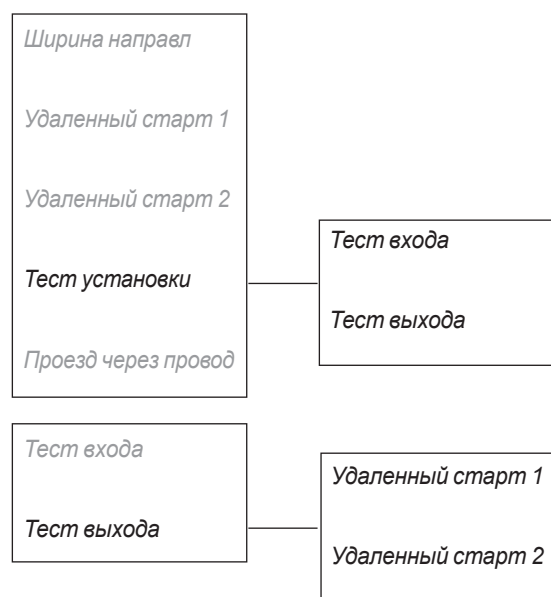 Ширина направл
Удаленный старт 1
Удаленный старт 2
Тест установки
Проезд через провод
Тест входа
Тест выхода
Тест входа
Тест выхода
Удаленный старт 1
Удаленный старт 2